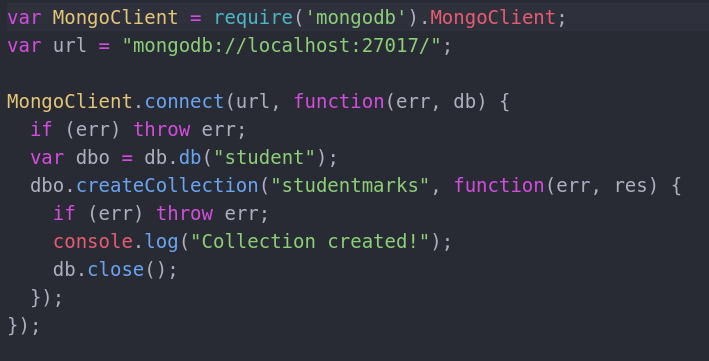 var MongoClient = require('mongodb').MongoClient;
var url = "mongodb://localhost:27017/";

MongoClient.connect(url, function(err, db) {
  if (err) throw err;
  var dbo = db.db("student");
  dbo.createCollection("studentmarks", function(err, res) {
    if (err) throw err;
    console.log("Collection created!");
    db.close();
  });
});